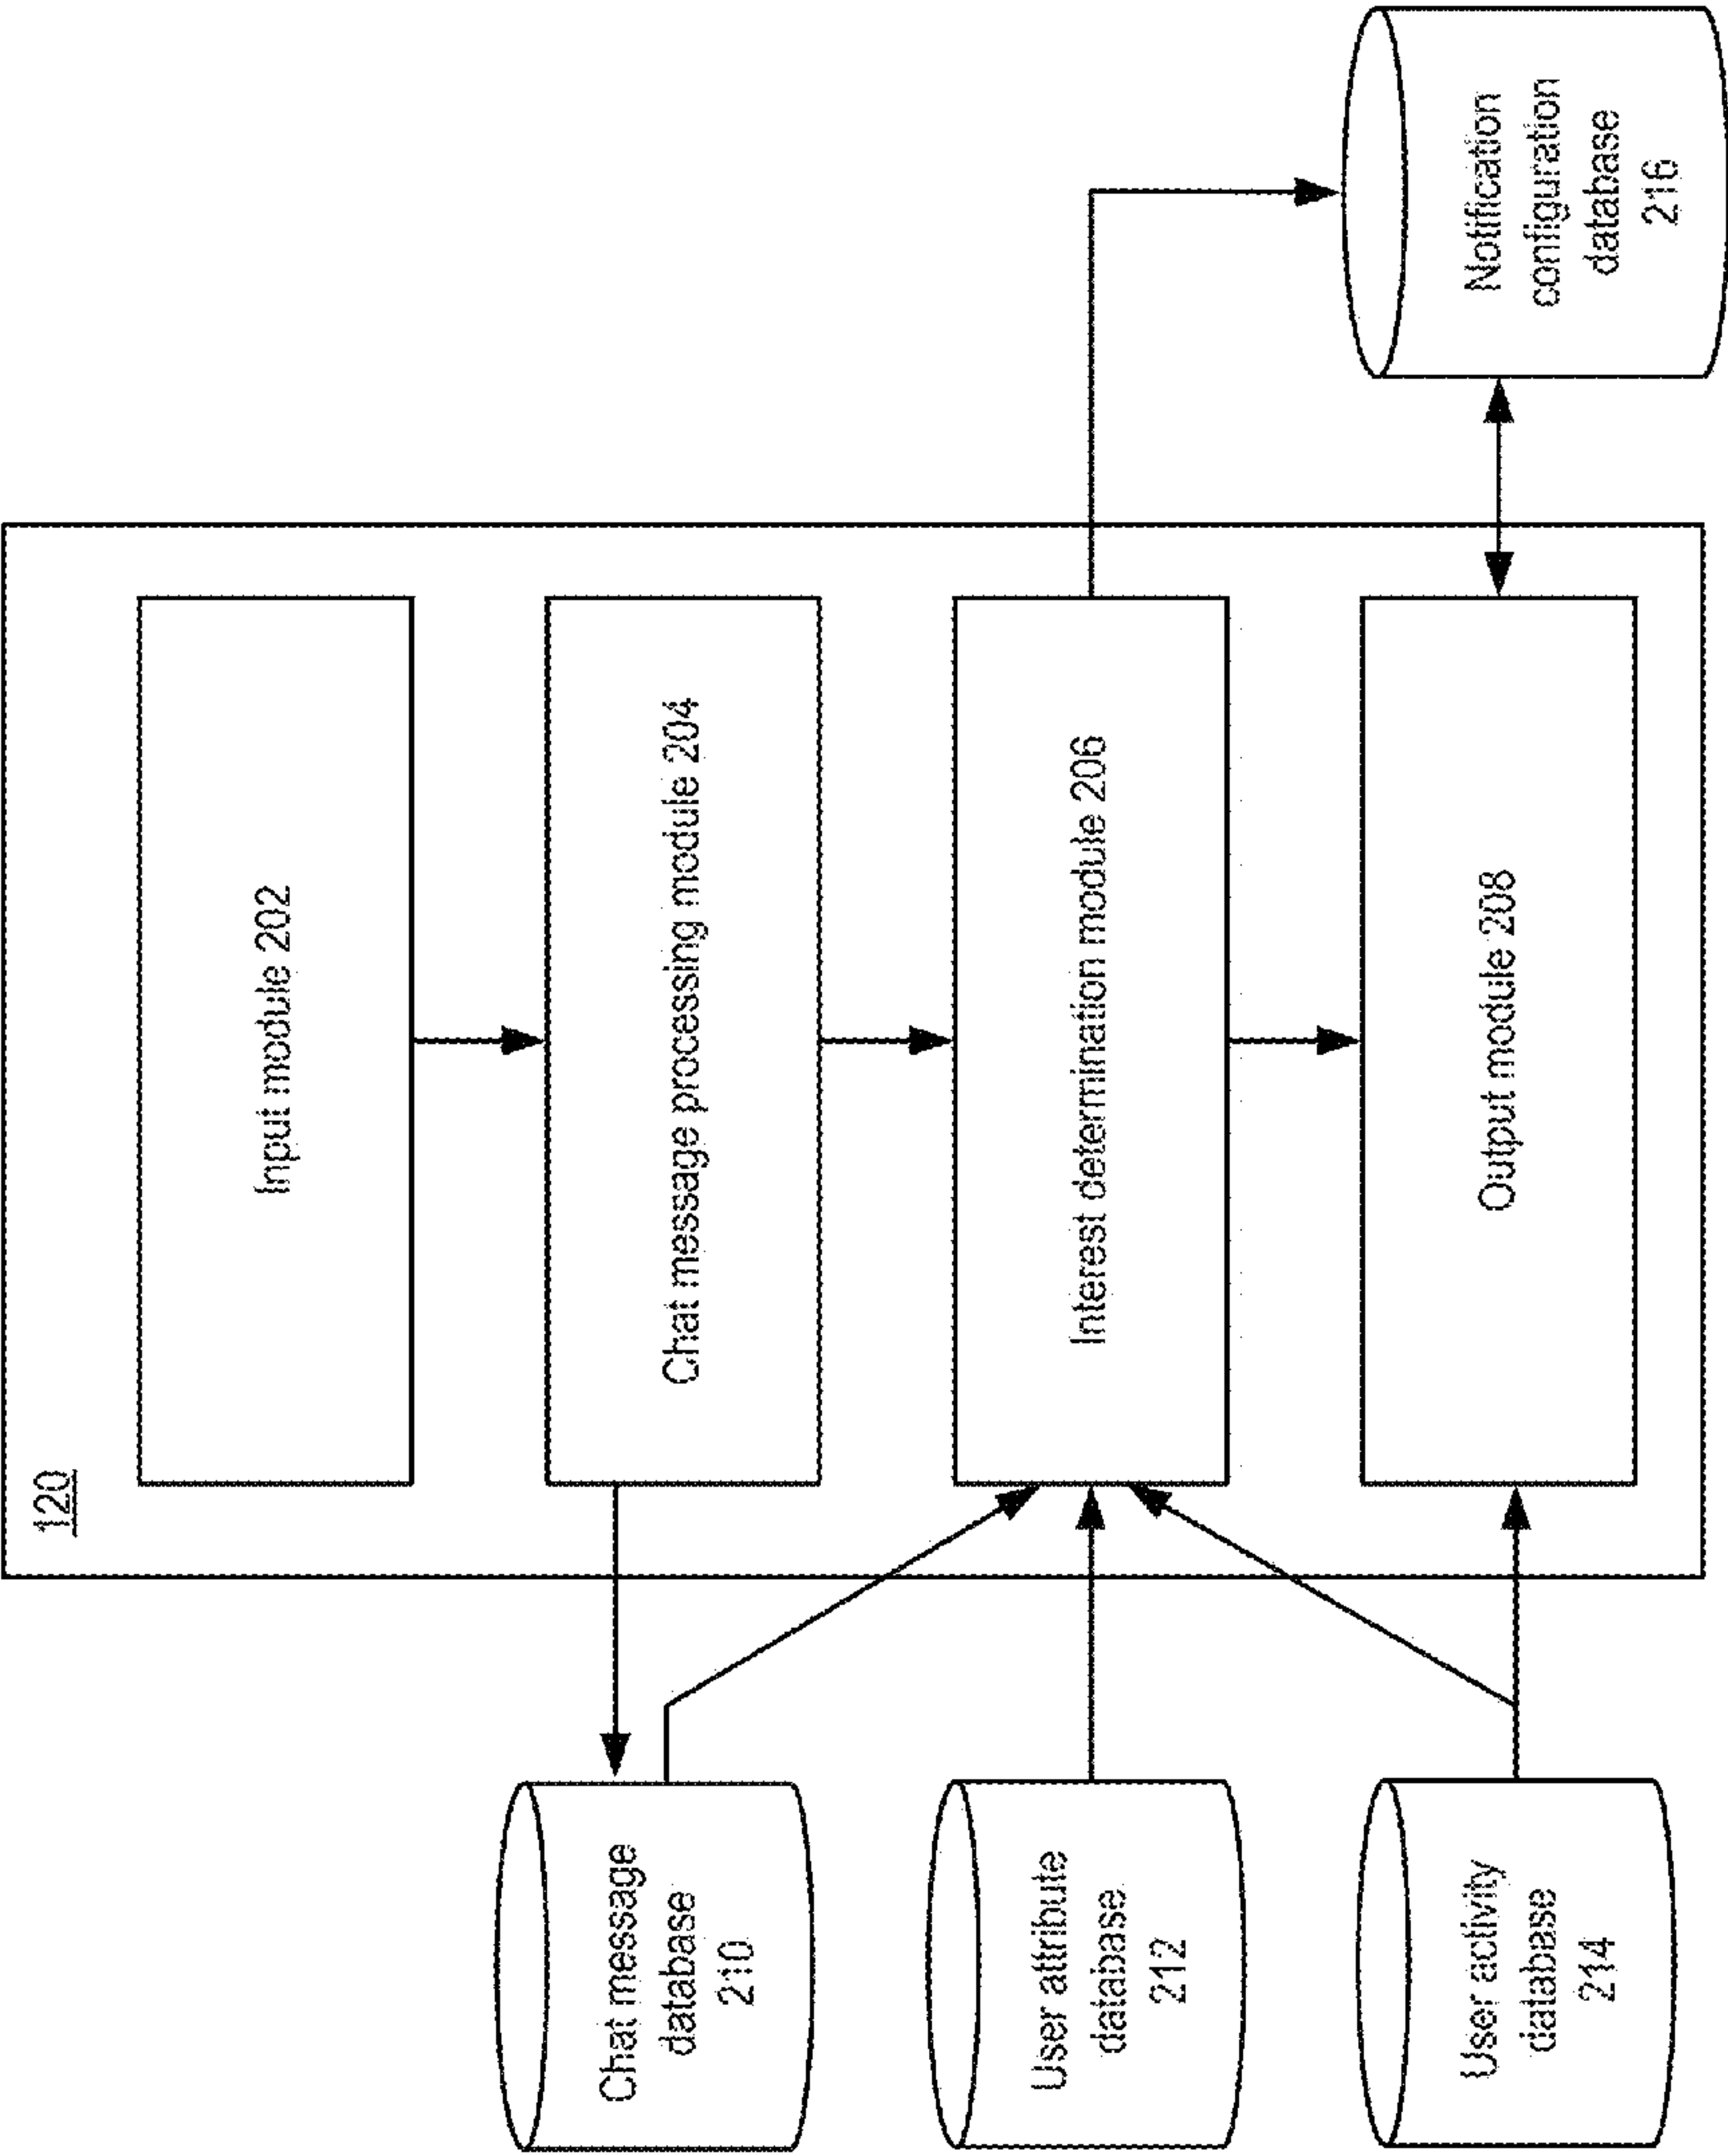 120
Input module 202
Chat message processing module 204
Interest determination module 206
Output module 208
Chat message
database
210
User attribute
database
212
User activity
database
214
Notification
configuration
database
216